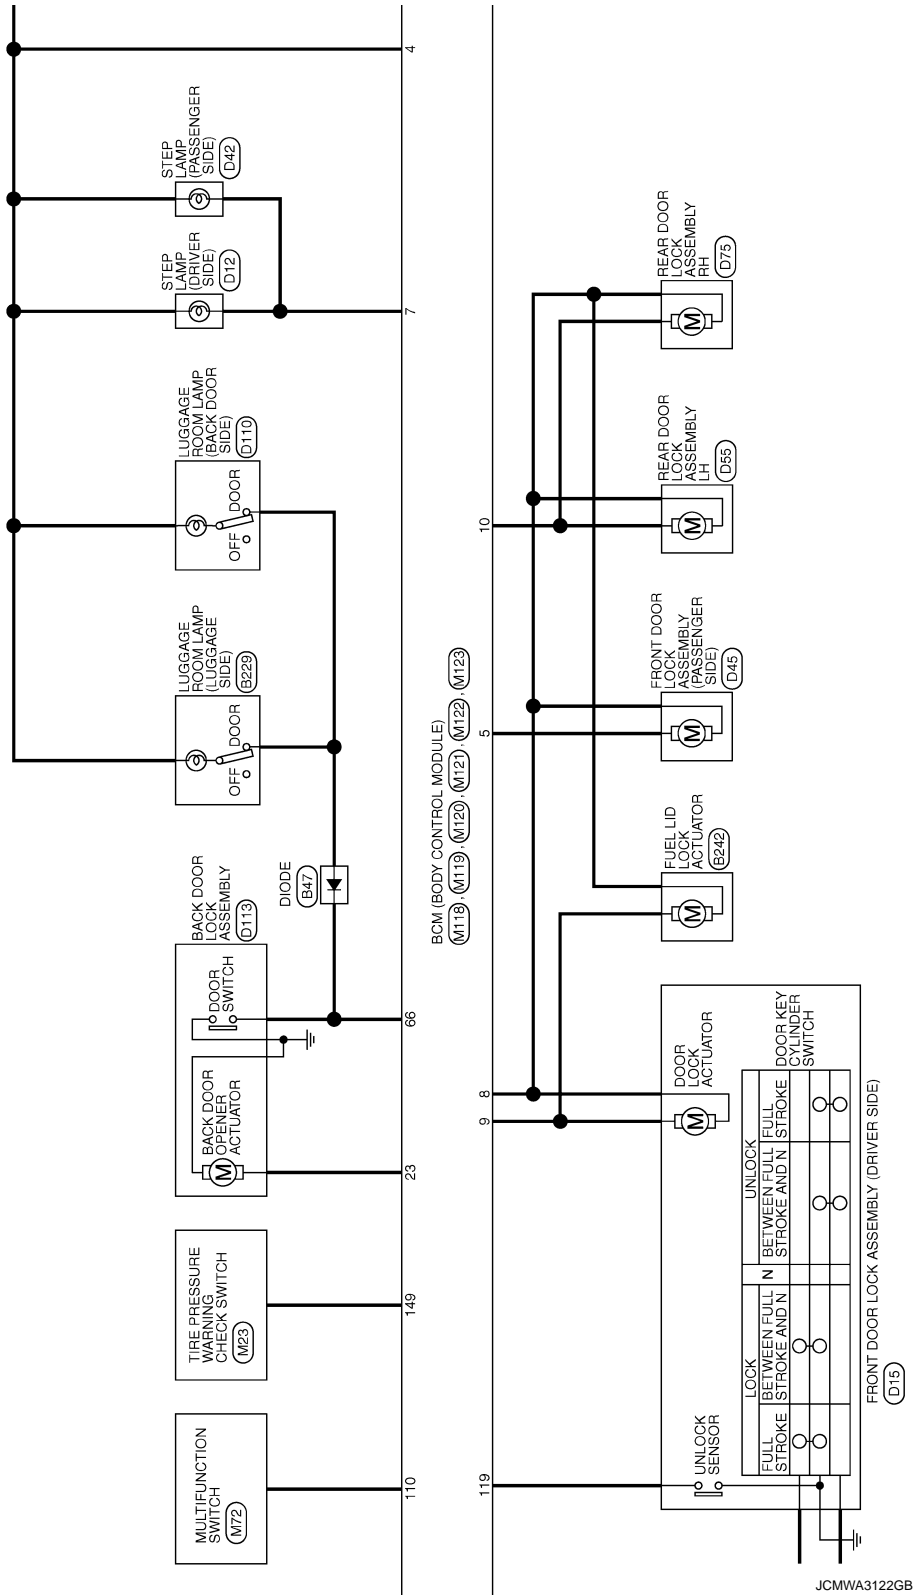 MULTIFUNCTION
SWITCH
M72
110
TIRE PRESSURE
WARNING
CHECK SWITCH
M23
149
BACK DOOR
LOCK
ASSEMBLY
D113
BACK DOOR
OPENER
ACTUATOR
M
DOOR
SWITCH
23
66
DIODE
B47
LUGGAGE
ROOM LAMP
(LUGGAGE
SIDE)
B229
OFF
DOOR
LUGGAGE
ROOM LAMP
(BACK DOOR
SIDE)
D110
OFF
DOOR
STEP
LAMP
(DRIVER
SIDE)
D12
7
STEP
LAMP
(PASSENGER
SIDE)
D42
4
BCM (BODY CONTROL MODULE)
M118 , M119 , M120 , M121 , M122 , M123
119
9
8
5
10
UNLOCK
SENSOR
DOOR
LOCK
ACTUATOR
M
DOOR KEY
CYLINDER
SWITCH
LOCK
N
UNLOCK
FULL
STROKE
BETWEEN FULL
STROKE AND N
BETWEEN FULL
STROKE AND N
FULL
STROKE
FRONT DOOR LOCK ASSEMBLY (DRIVER SIDE)
D15
FUEL LID
LOCK
ACTUATOR
B242
M
FRONT DOOR
LOCK
ASSEMBLY
(PASSENGER
SIDE)
D45
M
REAR DOOR
LOCK
ASSEMBLY
LH
D55
M
REAR DOOR
LOCK
ASSEMBLY
RH
D75
M
JCMWA3122GB